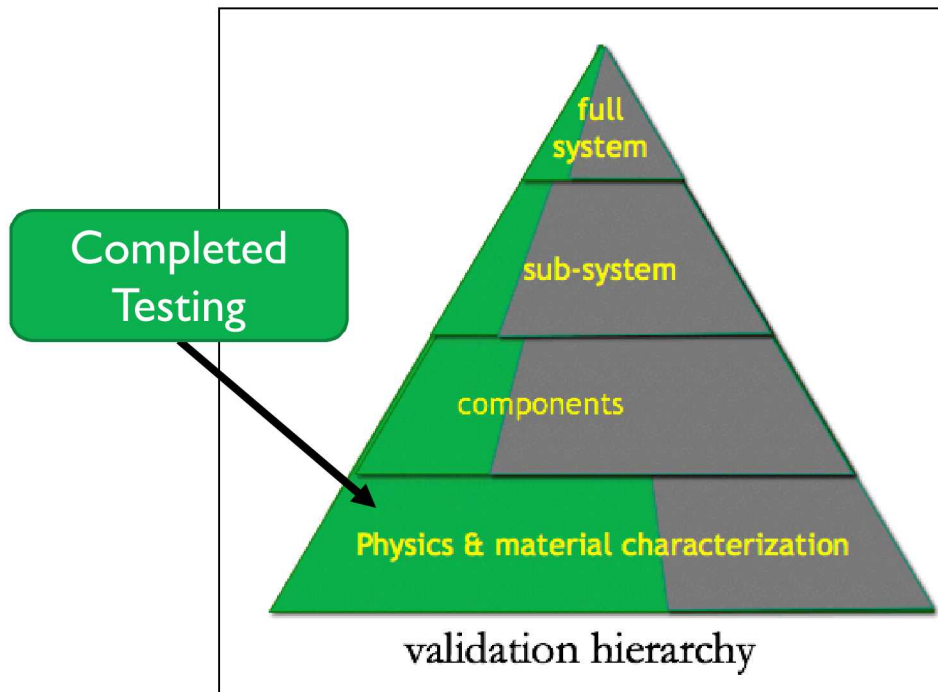 full
system
Completed
Testing
sub-system
components
Physics & material characterization
validation hierarchy